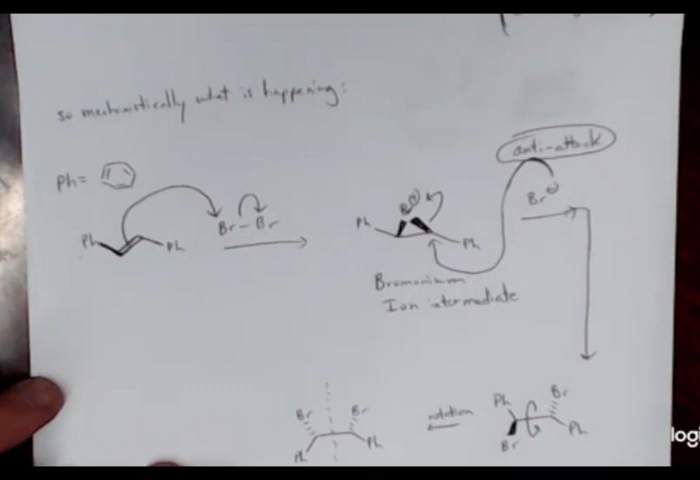 so mechanistically what is happening:
anti-attack
Ph=
Br⊖
Br⊕
Ph
Br-Br
Ph
Ph
Ph
Bromonium
Ion intermediate
Ph
Br
Br
Br
rotation
Ph
Ph
Br
Ph
logi